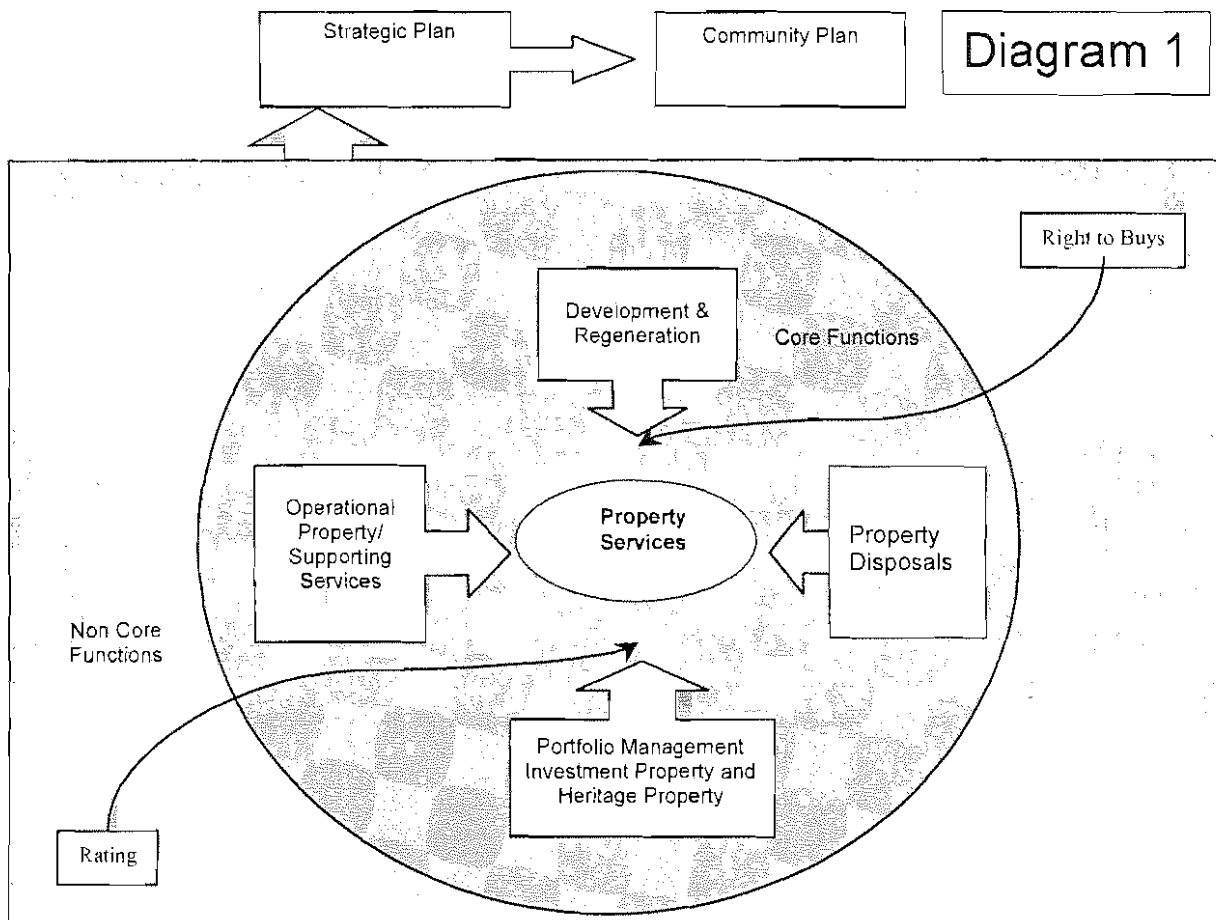 Strategic Plan
Community Plan
Diagram 1
Right to Buys
Development &
Regeneration
Core Functions
Operational
Property/
Supporting
Services
Property
Services
Property
Disposals
Non Core
Functions
Portfolio Management
Investment Property and
Heritage Property
Rating